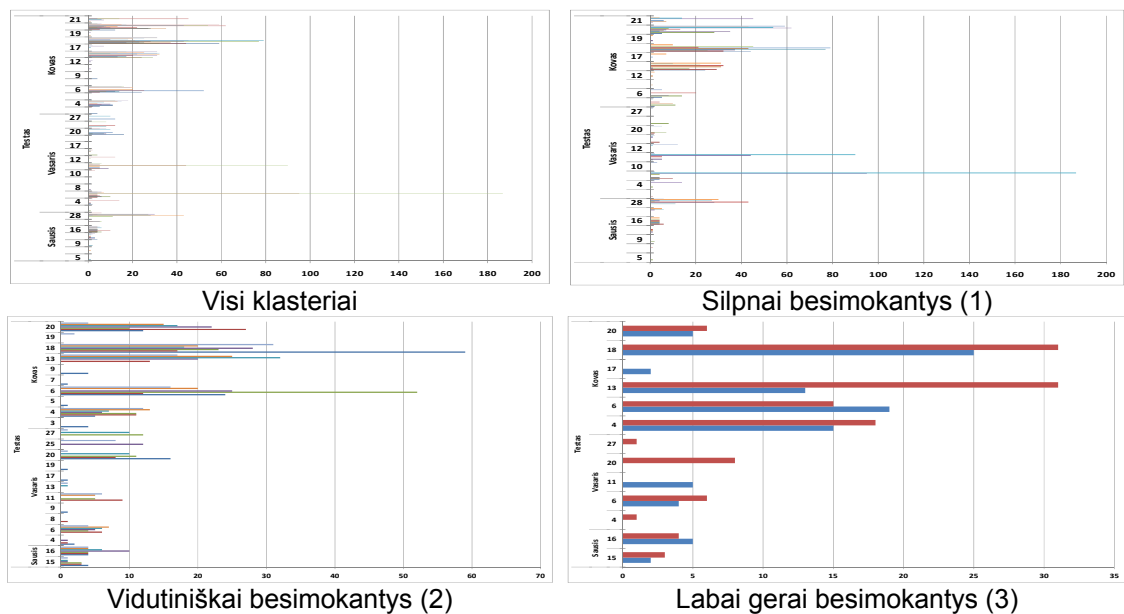 Testas
Kovas
21
19
17
12
9
6
4
Vasaris
27
20
17
12
10
8
4
Sausis
28
16
9
5
0 20 40 60 80 100 120 140 160 180 200
Visi klasteriai
Testas
Kovas
21
19
17
12
6
Vasaris
27
20
12
10
4
Sausis
28
16
9
5
0 20 40 60 80 100 120 140 160 180 200
Silpnai besimokantys (1)
Testas
Kovas
20
19
18
13
9
7
6
5
4
3
Vasaris
27
25
20
19
17
13
11
9
8
6
4
Sausis
16
15
0 10 20 30 40 50 60 70
Vidutiniškai besimokantys (2)
Testas
Kovas
20
18
17
13
6
4
Vasaris
27
20
11
6
4
Sausis
16
15
0 5 10 15 20 25 30 35
Labai gerai besimokantys (3)